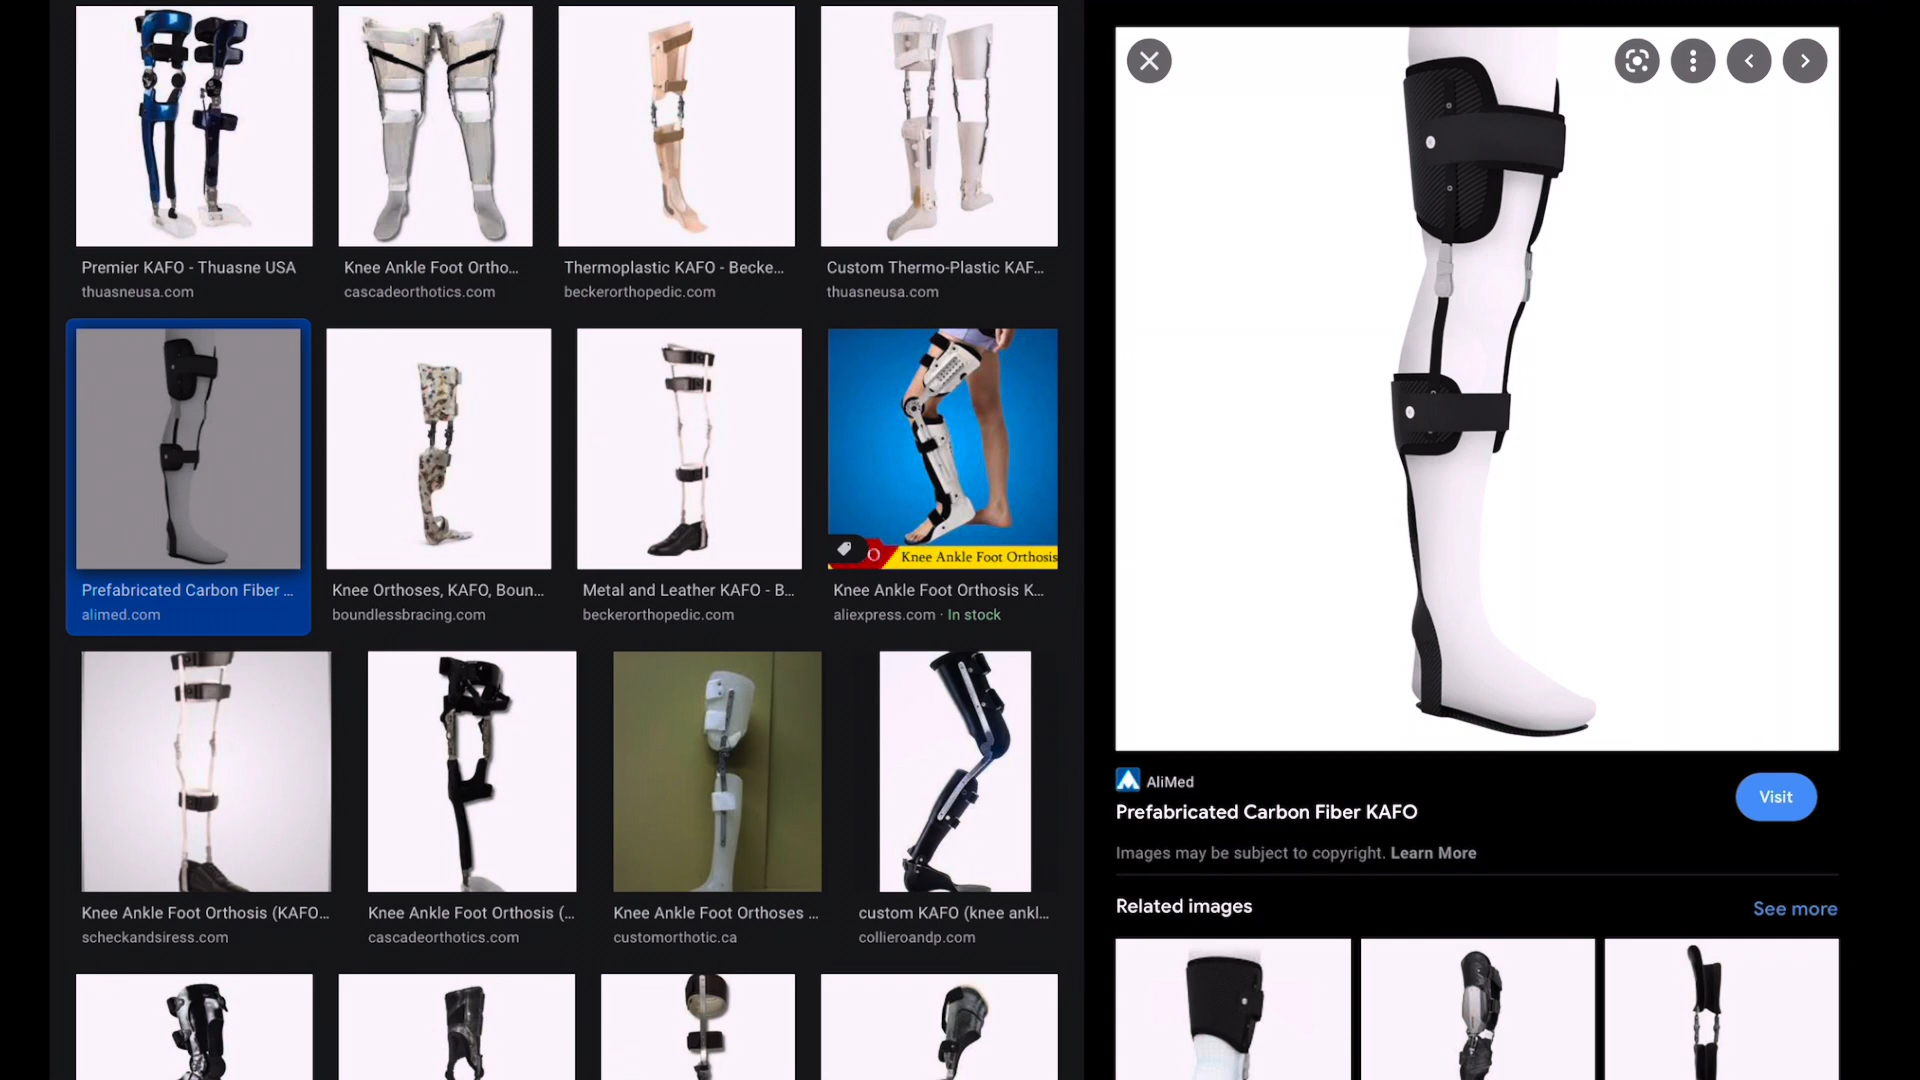 Premier KAFO - Thuasne USA
thuasneusa.com
Knee Ankle Foot Ortho...
cascadeorthotics.com
Thermoplastic KAFO - Becke...
beckerorthopedic.com
Custom Thermo-Plastic KAF...
thuasneusa.com
O Knee Ankle Foot Orthosis
Prefabricated Carbon Fiber ...
alimed.com
Knee Orthoses, KAFO, Boun...
boundlessbracing.com
Metal and Leather KAFO - B...
beckerorthopedic.com
Knee Ankle Foot Orthosis K...
aliexpress.com · In stock
Knee Ankle Foot Orthosis (KAFO...
scheckandsiress.com
Knee Ankle Foot Orthosis (...
cascadeorthotics.com
Knee Ankle Foot Orthoses ...
customorthotic.ca
custom KAFO (knee ankl...
collieroandp.com
AliMed
Prefabricated Carbon Fiber KAFO
Visit
Images may be subject to copyright. Learn More
Related images
See more